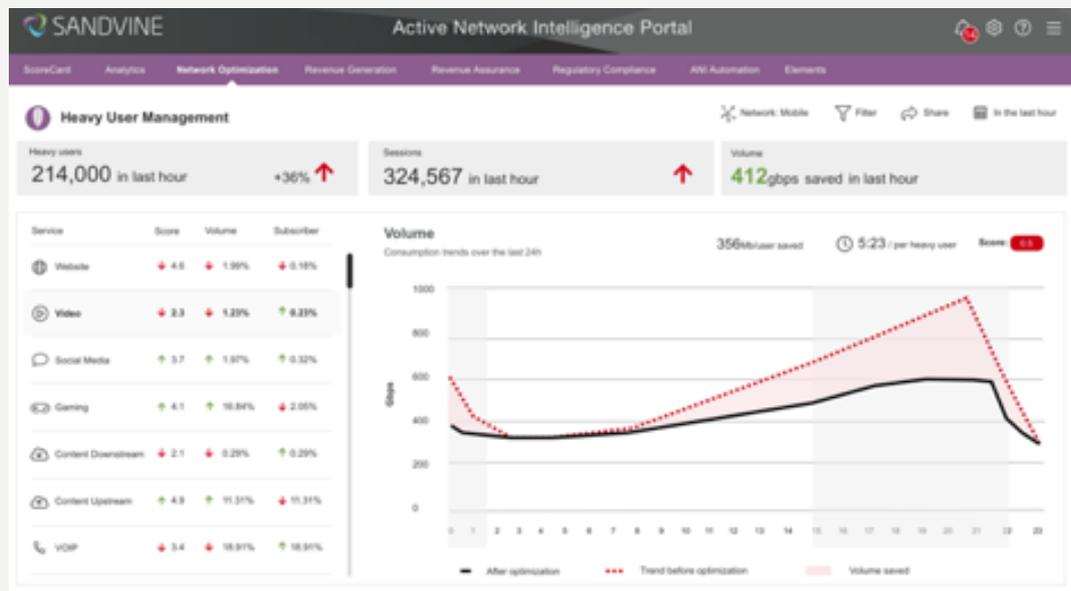 SANDVINE
Active Network Intelligence Portal
14
ScoreCard Analytics Network Optimization Revenue Generation Revenue Assurance Regulatory Compliance ANI Automation Elements
Heavy User Management
Network: Mobile Filter Share In the last hour
Heavy users
214,000 in last hour +36%
Sessions
324,567 in last hour
Volume
412gbps saved in last hour
Service Score Volume Subscriber
Website 4.6 1.99% 0.18%
Video 2.3 1.23% 0.23%
Social Media 3.7 1.97% 0.32%
Gaming 4.1 16.84% 2.05%
Content Downstream 2.1 0.29% 0.29%
Content Upstream 4.9 11.31% 11.31%
VOIP 3.4 18.91% 18.91%
Volume
Consumption trends over the last 24h
356Mb/user saved
5:23 / per heavy user
Score: 0.5
Gbps
1000
800
600
400
200
0
0 1 2 3 4 5 6 7 8 9 10 11 12 13 14 15 16 17 18 19 20 21 22 23
After optimization Trend before optimization Volume saved